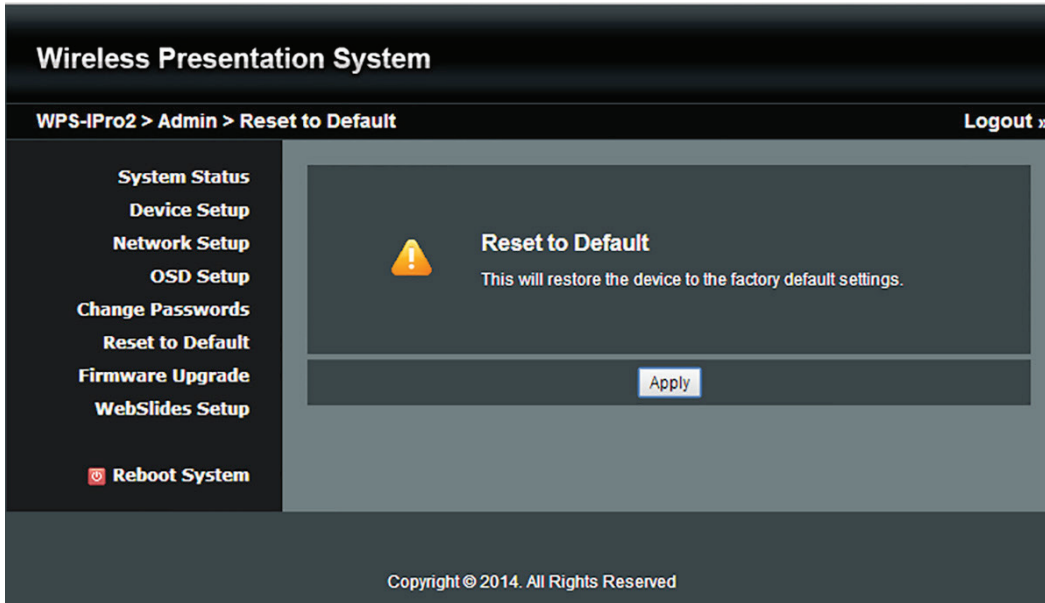 Wireless Presentation System
WPS-IPro2 > Admin > Reset to Default
Logout »
System Status
Device Setup
Network Setup
OSD Setup
Change Passwords
Reset to Default
Firmware Upgrade
WebSlides Setup
Reboot System
Reset to Default
This will restore the device to the factory default settings.
Apply
Copyright © 2014. All Rights Reserved